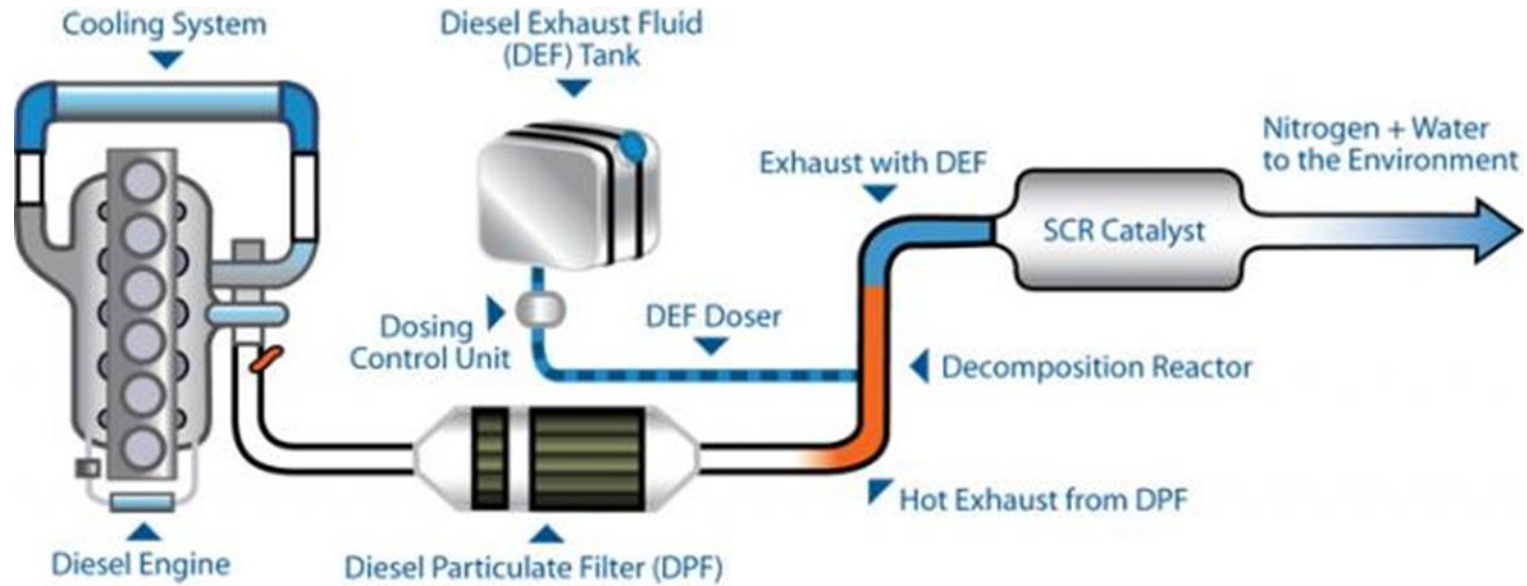 Cooling System
Diesel Exhaust Fluid
(DEF) Tank
Nitrogen + Water
to the Environment
Exhaust with DEF
SCR Catalyst
Dosing
Control Unit
DEF Doser
Decomposition Reactor
Hot Exhaust from DPF
Diesel Engine
Diesel Particulate Filter (DPF)